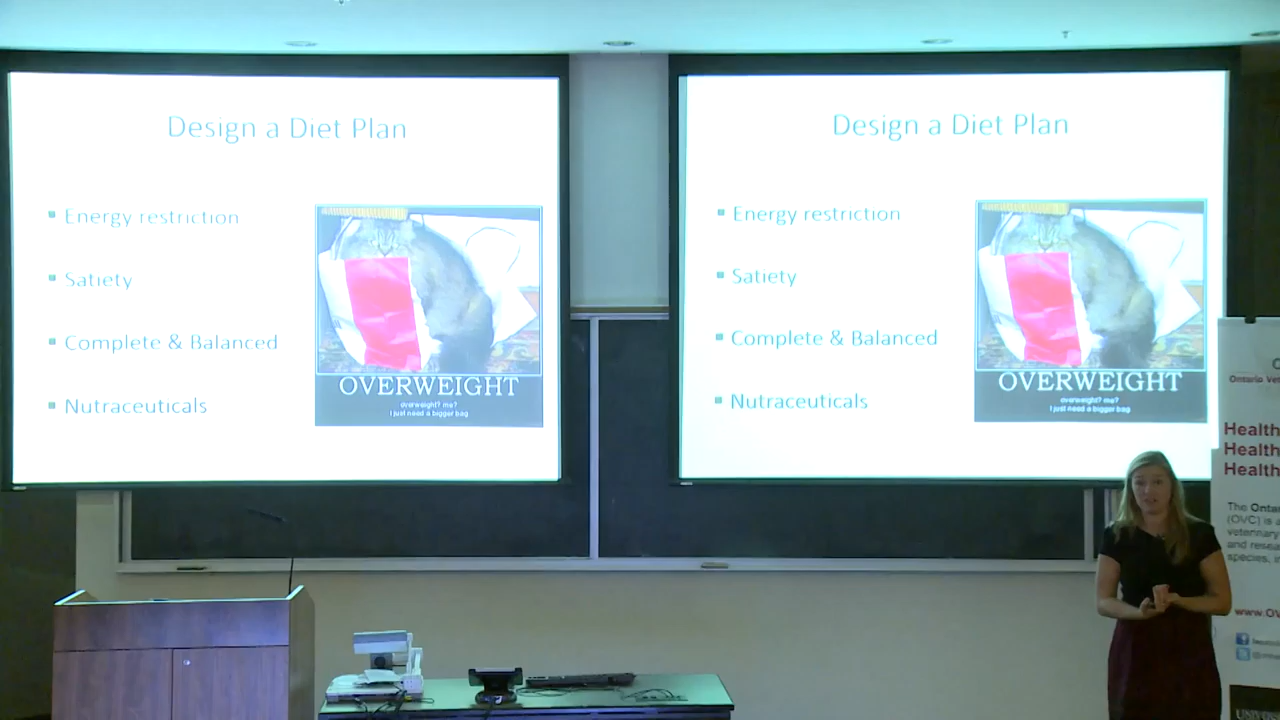 Design a Diet Plan
Energy restriction
Satiety
Complete & Balanced
Nutraceuticals
OVERWEIGHT
overweight? me?
I just need a bigger bag
Design a Diet Plan
Energy restriction
Satiety
Complete & Balanced
Nutraceuticals
OVERWEIGHT
overweight? me?
I just need a bigger bag
Ontario Vet
Health
Health
Health
The Onta
(OVC) is a
veterinary
and resea
species, i
www.OV